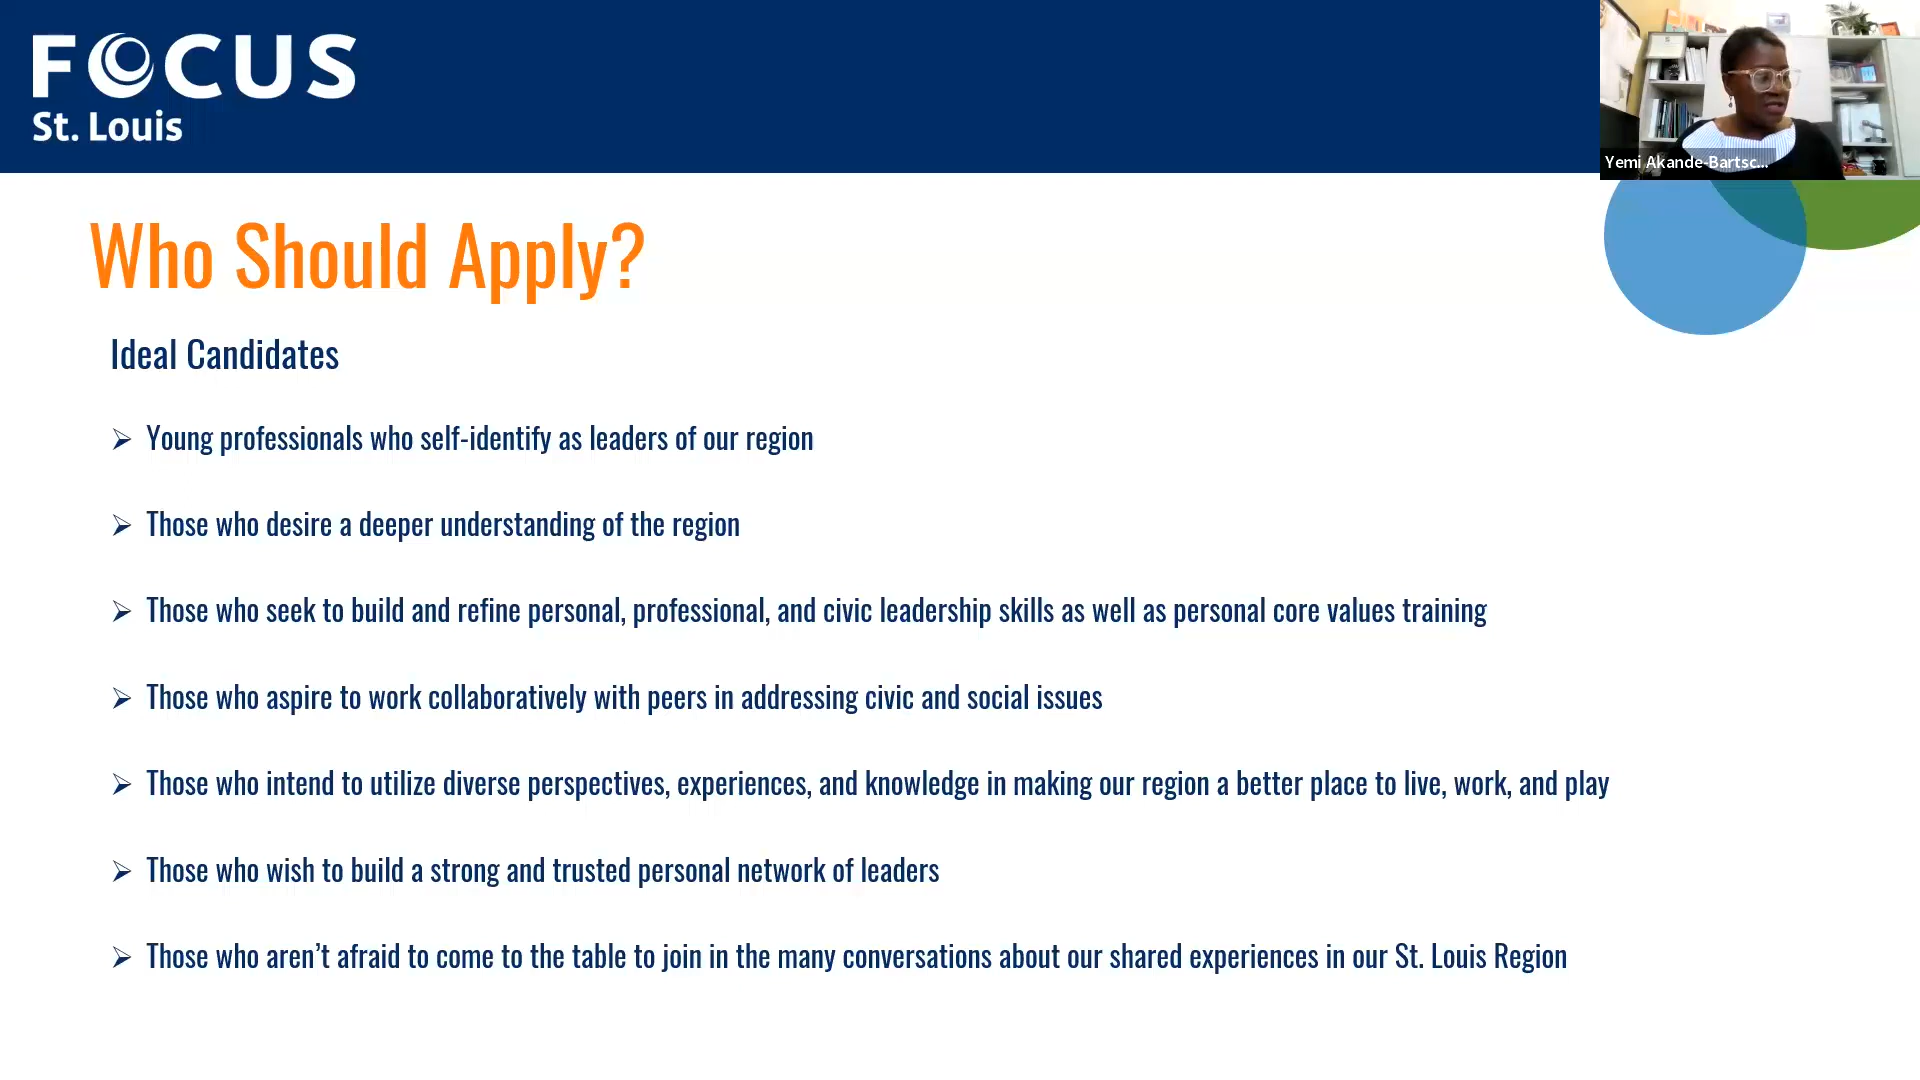 FOCUS
St. Louis
Yemi Akande-Bartsc...
Who Should Apply?
Ideal Candidates
Young professionals who self-identify as leaders of our region
Those who desire a deeper understanding of the region
Those who seek to build and refine personal, professional, and civic leadership skills as well as personal core values training
Those who aspire to work collaboratively with peers in addressing civic and social issues
Those who intend to utilize diverse perspectives, experiences, and knowledge in making our region a better place to live, work, and play
Those who wish to build a strong and trusted personal network of leaders
Those who aren’t afraid to come to the table to join in the many conversations about our shared experiences in our St. Louis Region